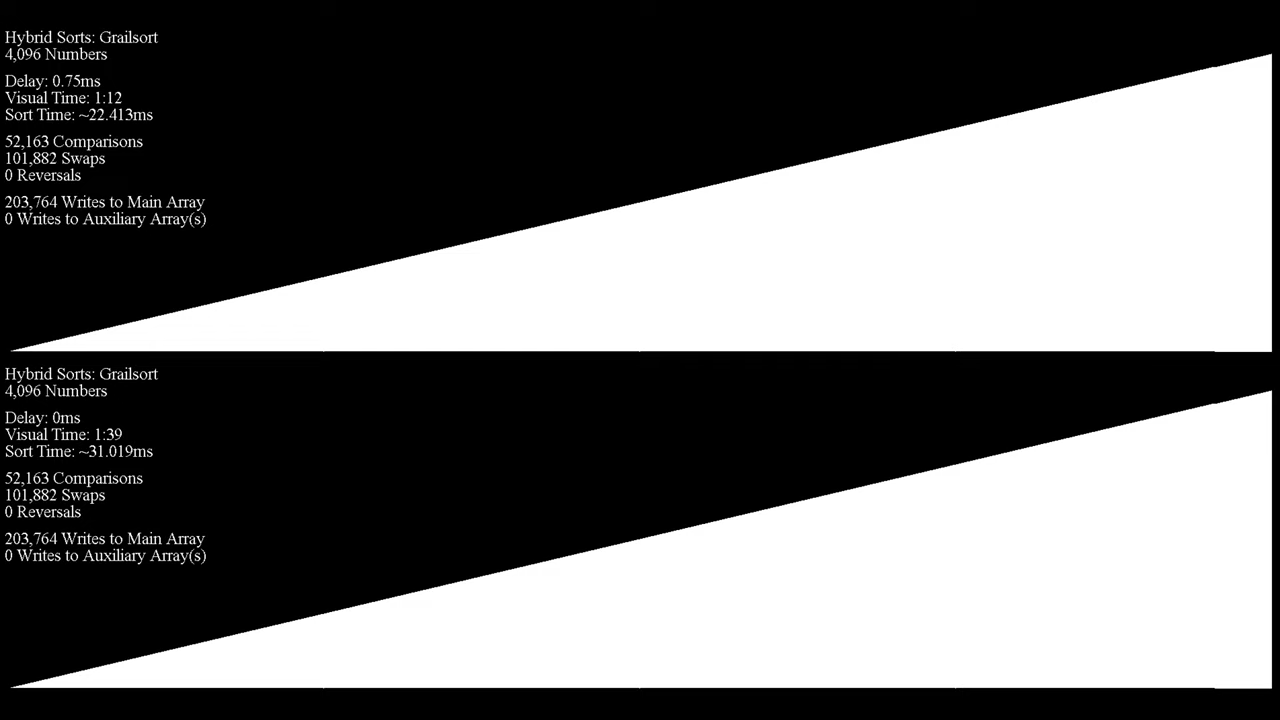 Hybrid Sorts: Grailsort
4,096 Numbers
Delay: 0.75ms
Visual Time: 1:12
Sort Time: ~22.413ms
52,163 Comparisons
101,882 Swaps
0 Reversals
203,764 Writes to Main Array
0 Writes to Auxiliary Array(s)
Hybrid Sorts: Grailsort
4,096 Numbers
Delay: 0ms
Visual Time: 1:39
Sort Time: ~31.019ms
52,163 Comparisons
101,882 Swaps
0 Reversals
203,764 Writes to Main Array
0 Writes to Auxiliary Array(s)